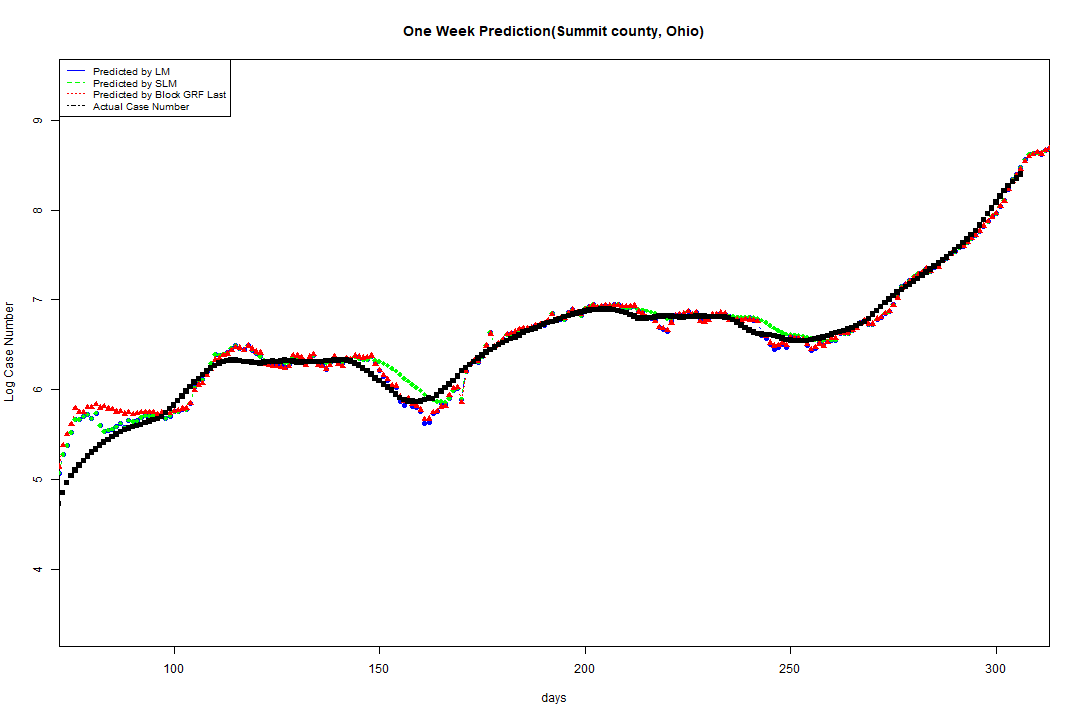 One Week Prediction(Summit county, Ohio)
Predicted by LM
Predicted by SLM
Predicted by Block GRF Last
Actual Case Number
9
8
7
6
5
4
Log Case Number
100 150 200 250 300
days